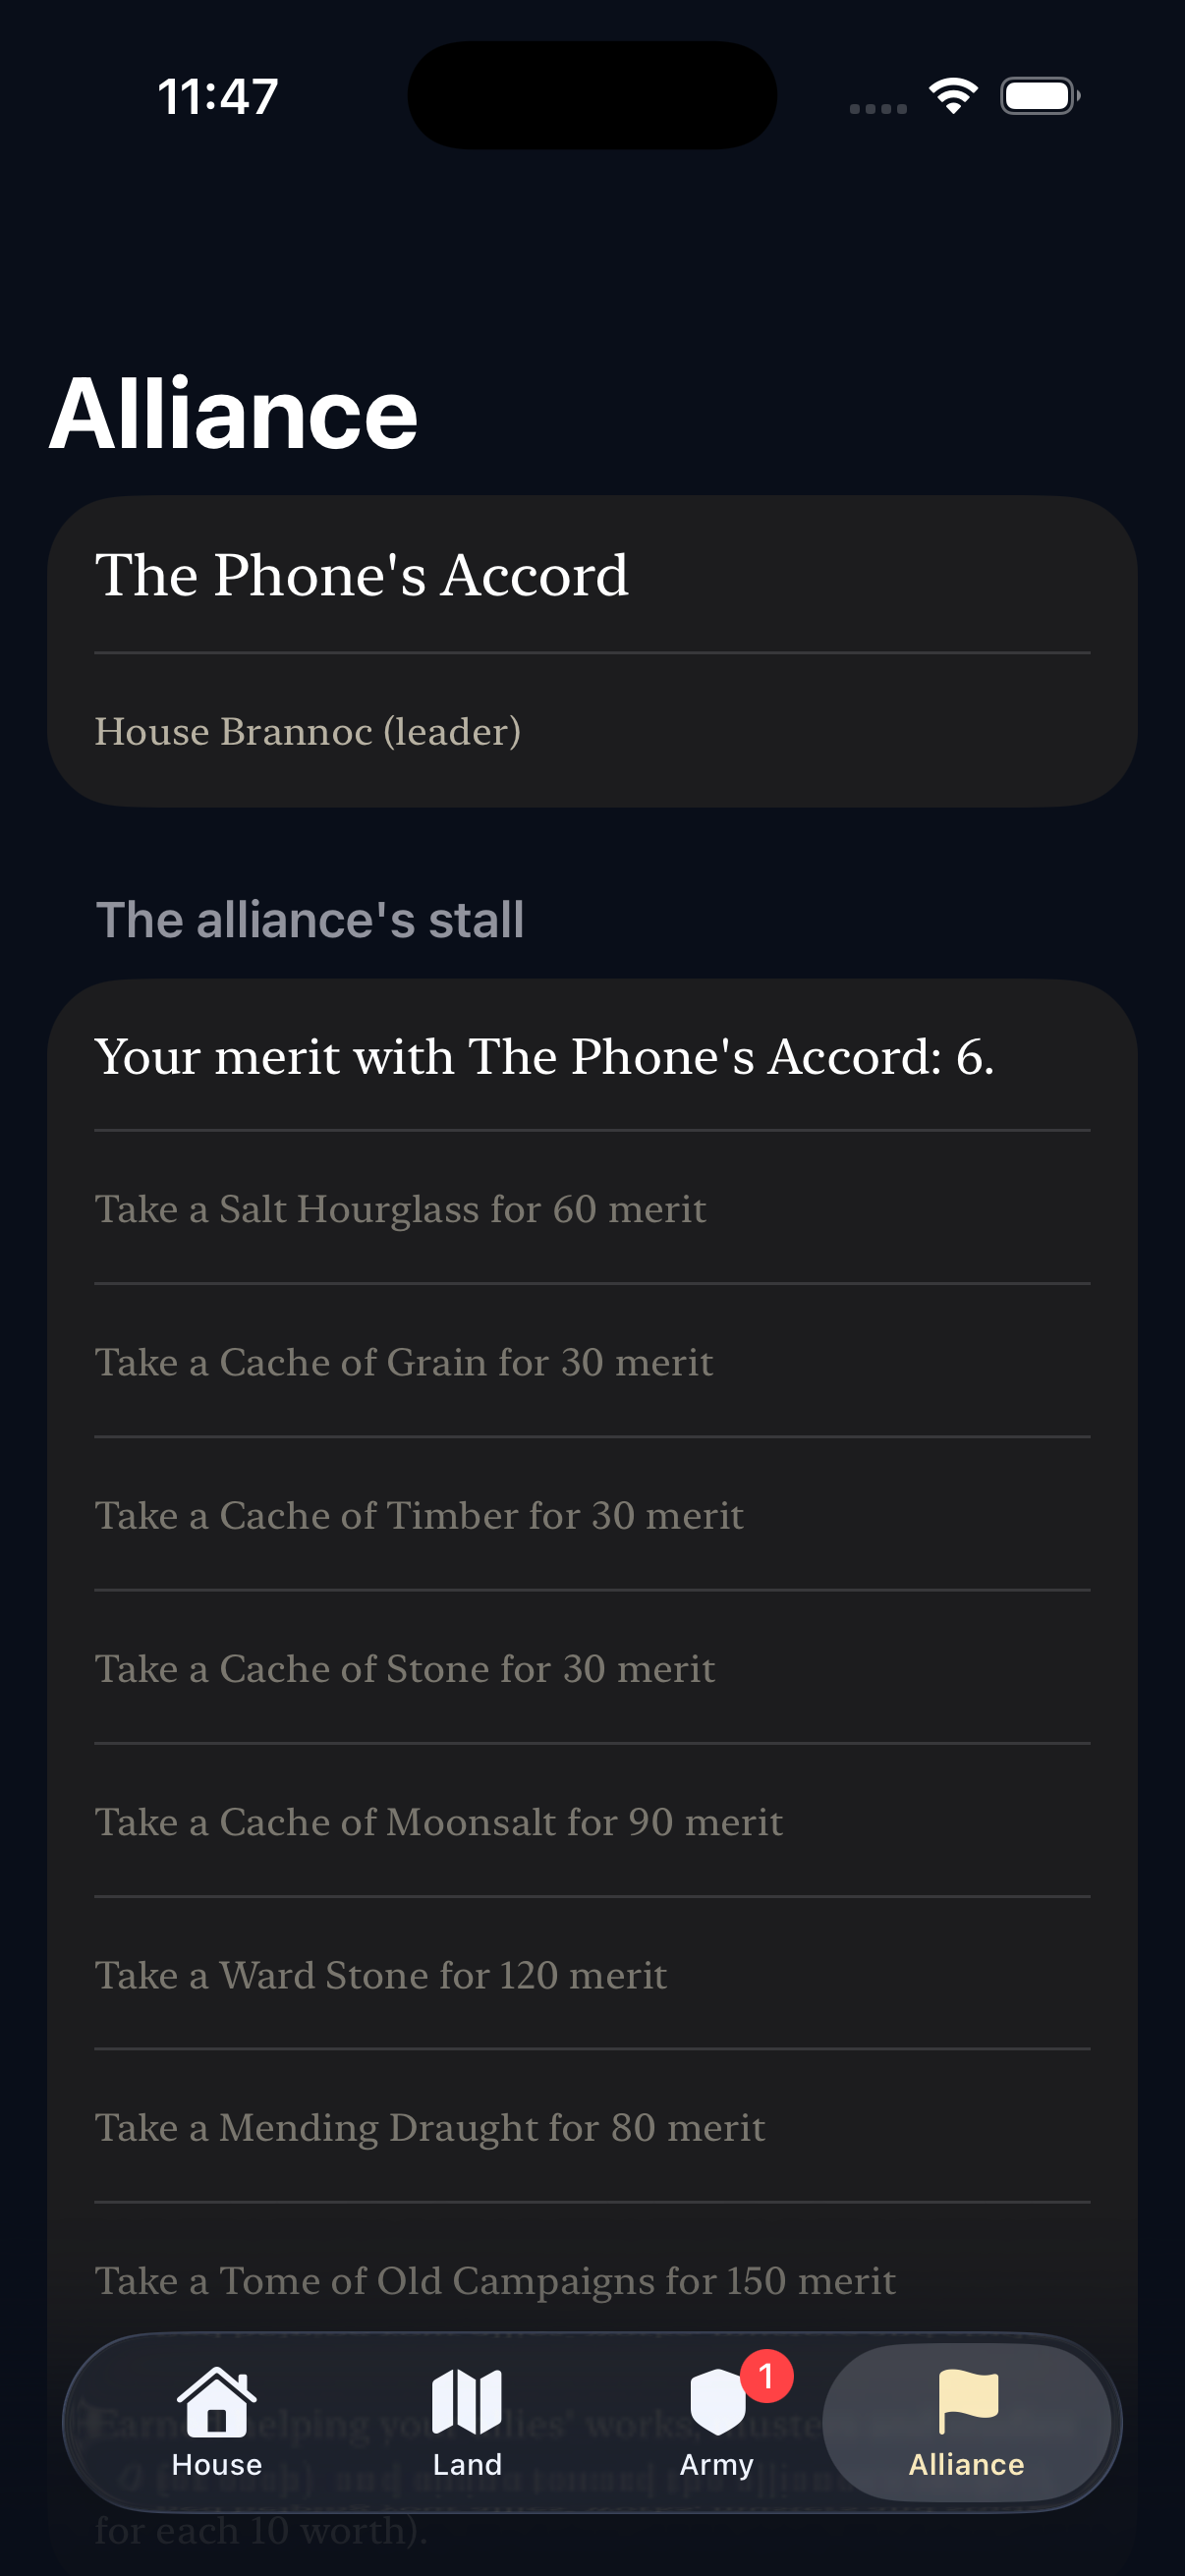 11:47
Alliance
The Phone's Accord
House Brannoc (leader)
The alliance's stall
Your merit with The Phone's Accord: 6.
Take a Salt Hourglass for 60 merit
Take a Cache of Grain for 30 merit
Take a Cache of Timber for 30 merit
Take a Cache of Stone for 30 merit
Take a Cache of Moonsalt for 90 merit
Take a Ward Stone for 120 merit
Take a Mending Draught for 80 merit
Take a Tome of Old Campaigns for 150 merit
helping works
1
House Land Army Alliance
for each 10 worth).